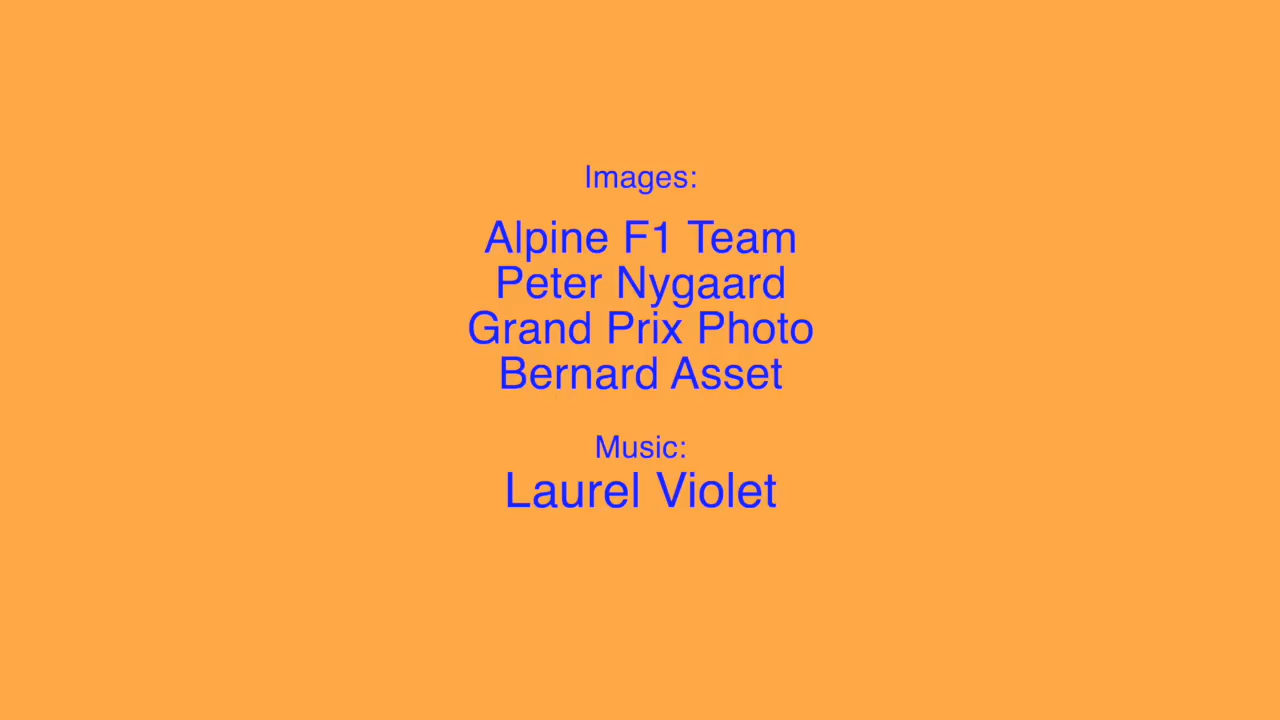 Images:
Alpine F1 Team
Peter Nygaard
Grand Prix Photo
Bernard Asset
Music:
Laurel Violet